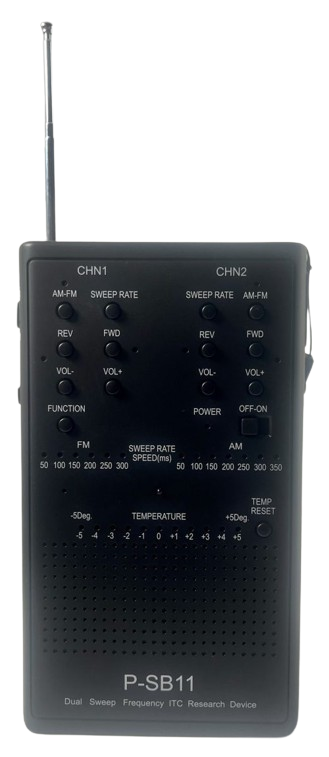 CHN1 CHN2
AM-FM SWEEP RATE SWEEP RATE AM-FM
REV FWD REV FWD
VOL- VOL+ VOL- VOL+
FUNCTION POWER OFF-ON
FM SWEEP RATE AM
SPEED(ms)
50 100 150 200 250 300 50 100 150 200 250 300 350
TEMP
RESET
-5Deg. TEMPERATURE +5Deg.
-5 -4 -3 -2 -1 0 +1 +2 +3 +4 +5
P-SB11
Dual Sweep Frequency ITC Research Device